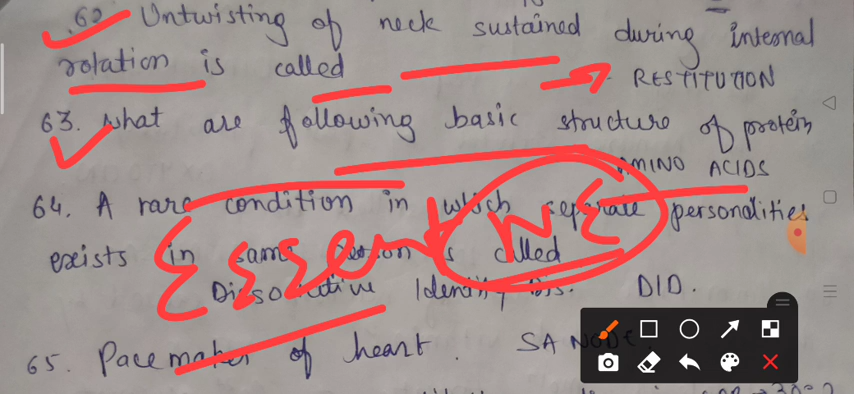 62. Untwisting of neck sustained during internal
rotation is called
RESTITUTION
63. What are following basic structure of protein
AMINO ACIDS
64. A rare condition in which separate personalities
exists in same person is called
Dissociative Identity Dis. DID.
Essent NE
65. Pacemaker of heart. SA NODE